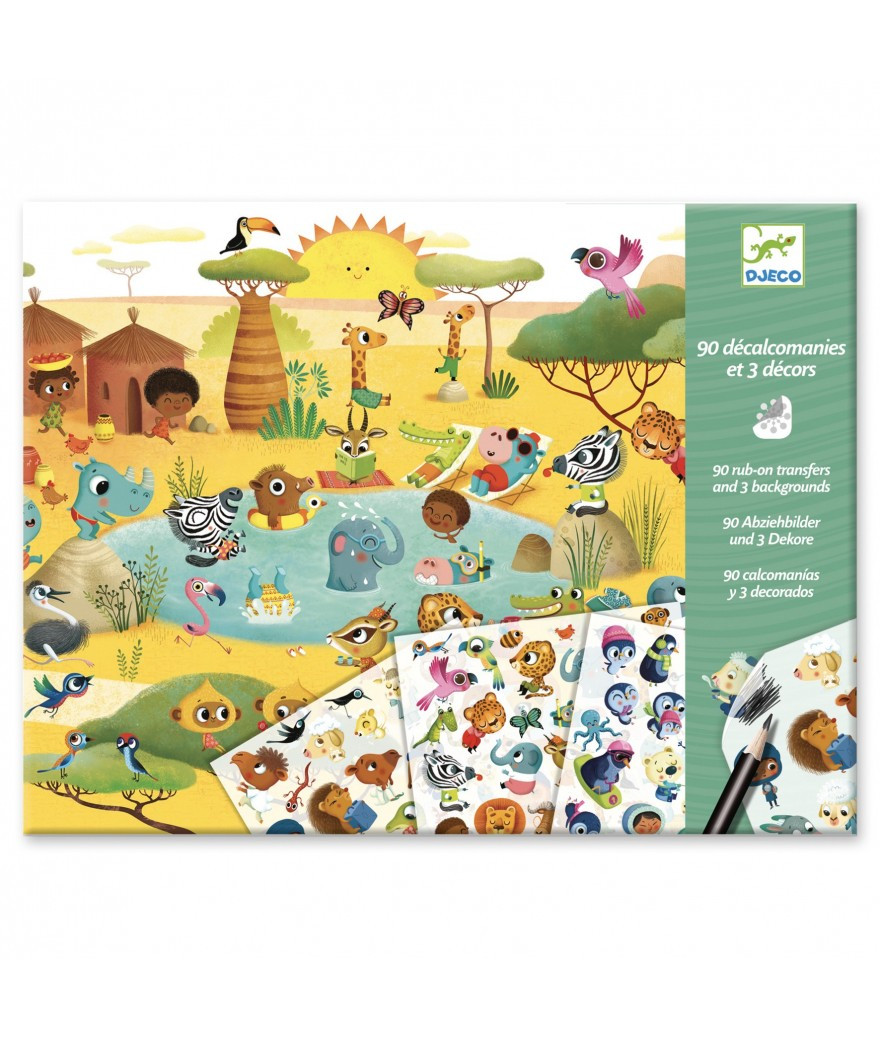 DJECO
90 décalcomanies
et 3 décors
90 rub-on transfers
and 3 backgrounds
90 Abziehbilder
und 3 Dekore
90 calcomanías
y 3 decorados